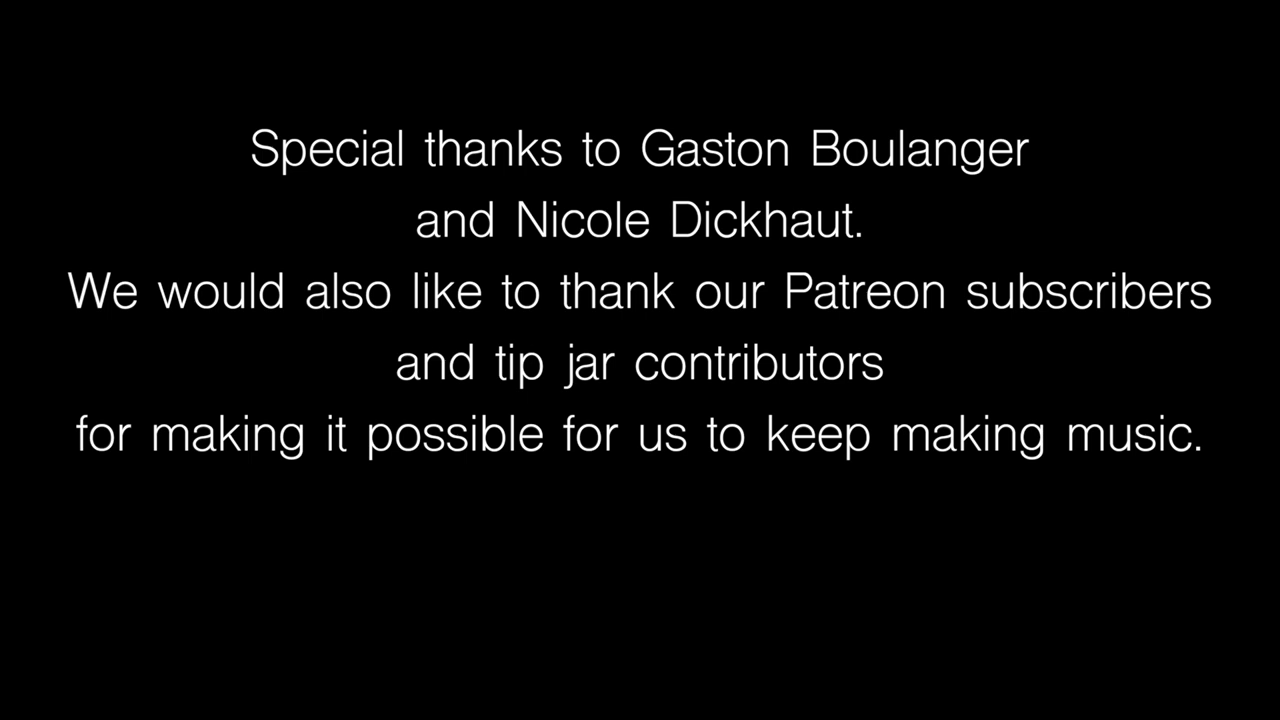 Special thanks to Gaston Boulanger
and Nicole Dickhaut.
We would also like to thank our Patreon subscribers
and tip jar contributors
for making it possible for us to keep making music.